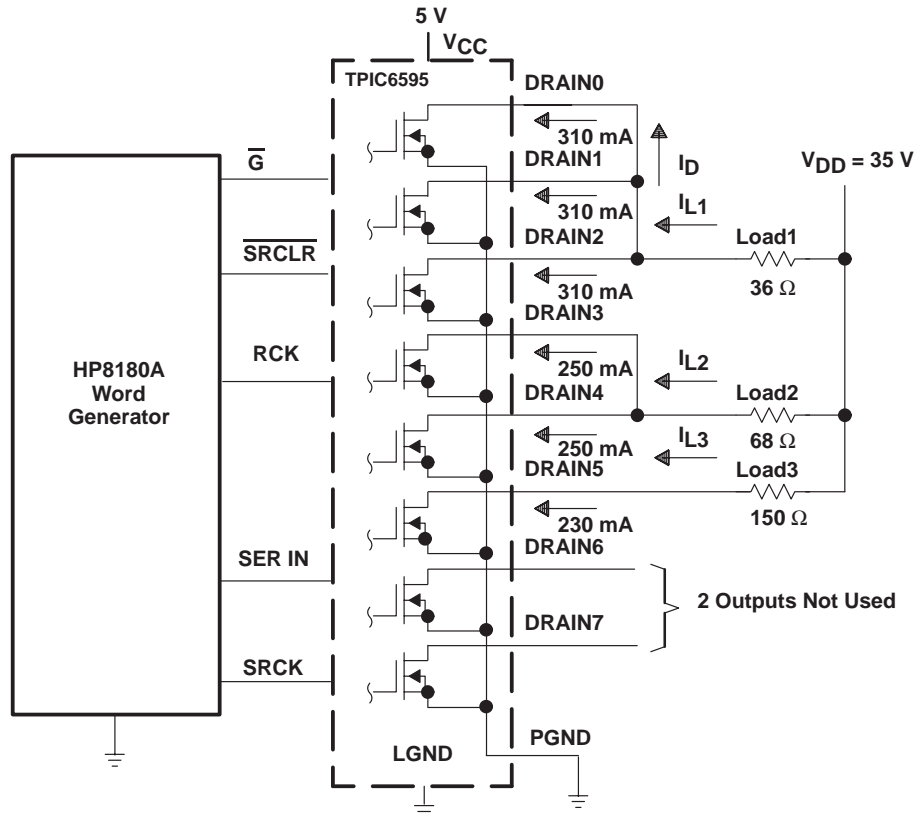 5 V
VCC
TPIC6595
DRAIN0
310 mA
DRAIN1
310 mA
DRAIN2
310 mA
DRAIN3
250 mA
DRAIN4
250 mA
DRAIN5
230 mA
DRAIN6
DRAIN7
ID
IL1
IL2
IL3
VDD = 35 V
Load1
36 Ω
Load2
68 Ω
Load3
150 Ω
2 Outputs Not Used
HP8180A
Word
Generator
G̅
S̅R̅C̅L̅R̅
RCK
SER IN
SRCK
LGND
PGND